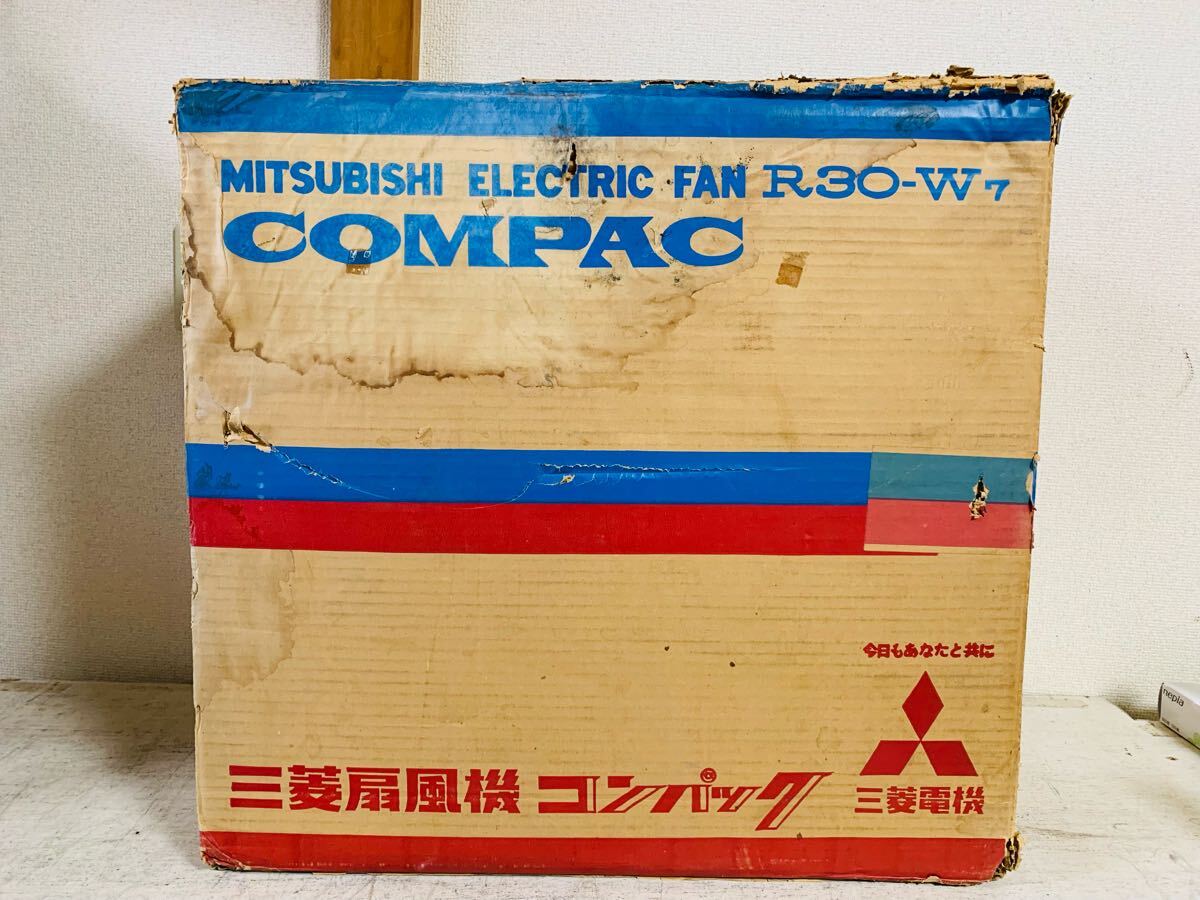 MITSUBISHI ELECTRIC FAN R30-W7
COMPAC
今日もあなたと共に
三菱扇風機 コンパック
三菱電機
nepia